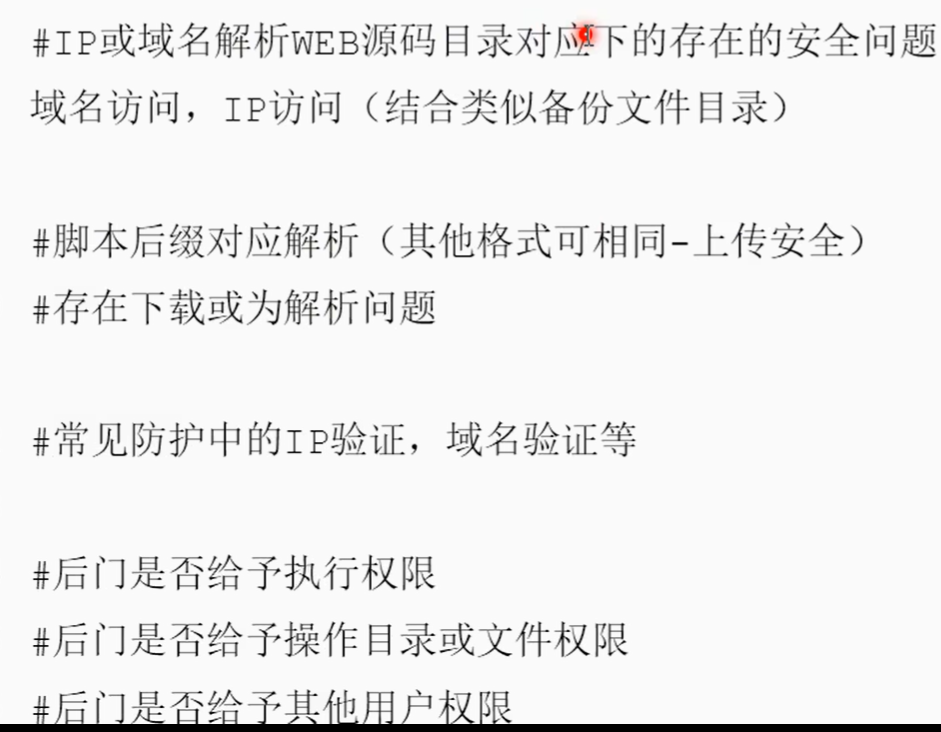 #IP或域名解析WEB源码目录对应下的存在的安全问题
域名访问，IP访问（结合类似备份文件目录）
#脚本后缀对应解析（其他格式可相同-上传安全）
#存在下载或为解析问题
#常见防护中的IP验证，域名验证等
#后门是否给予执行权限
#后门是否给予操作目录或文件权限
#后门是否给予其他用户权限